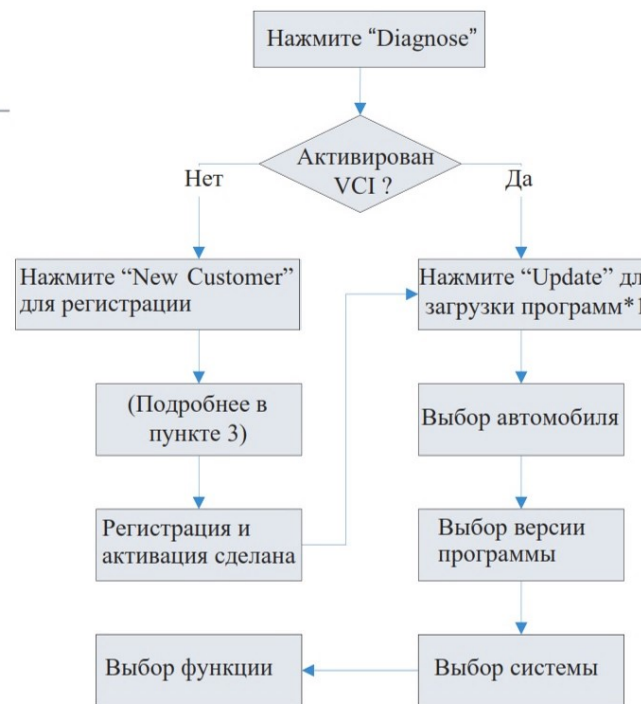 Нажмите “Diagnose”
Активирован
VCI ?
Нет
Да
Нажмите “New Customer”
для регистрации
Нажмите “Update” дл
загрузки программ*1
(Подробнее в
пункте 3)
Выбор автомобиля
Регистрация и
активация сделана
Выбор версии
программы
Выбор функции
Выбор системы